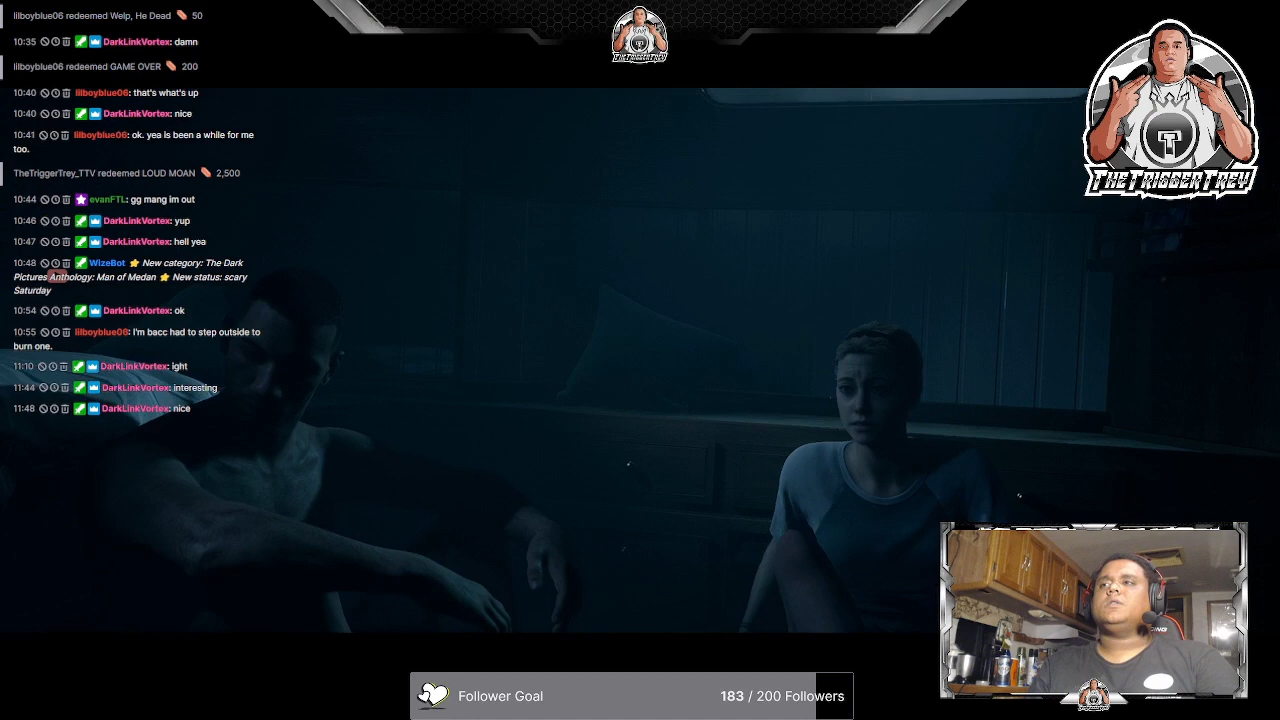 lilboyblue06 redeemed Welp, He Dead 50
10:35 DarkLinkVortex: damn
lilboyblue06 redeemed GAME OVER 200
10:40 lilboyblue06: that's what's up
10:40 DarkLinkVortex: nice
10:41 lilboyblue06: ok. yea is been a while for me
too.
TheTriggerTrey_TTV redeemed LOUD MOAN 2,500
10:44 evanFTL: gg mang im out
10:46 DarkLinkVortex: yup
10:47 DarkLinkVortex: hell yea
10:48 WizeBot: New category: The Dark
Pictures Anthology: Man of Medan New status: scary
Saturday
10:54 DarkLinkVortex: ok
10:55 lilboyblue06: I'm bacc had to step outside to
burn one.
11:10 DarkLinkVortex: ight
11:44 DarkLinkVortex: interesting
11:48 DarkLinkVortex: nice
THETRIGGERTREY
T
THETRIGGERTREY
Follower Goal 183 / 200 Followers